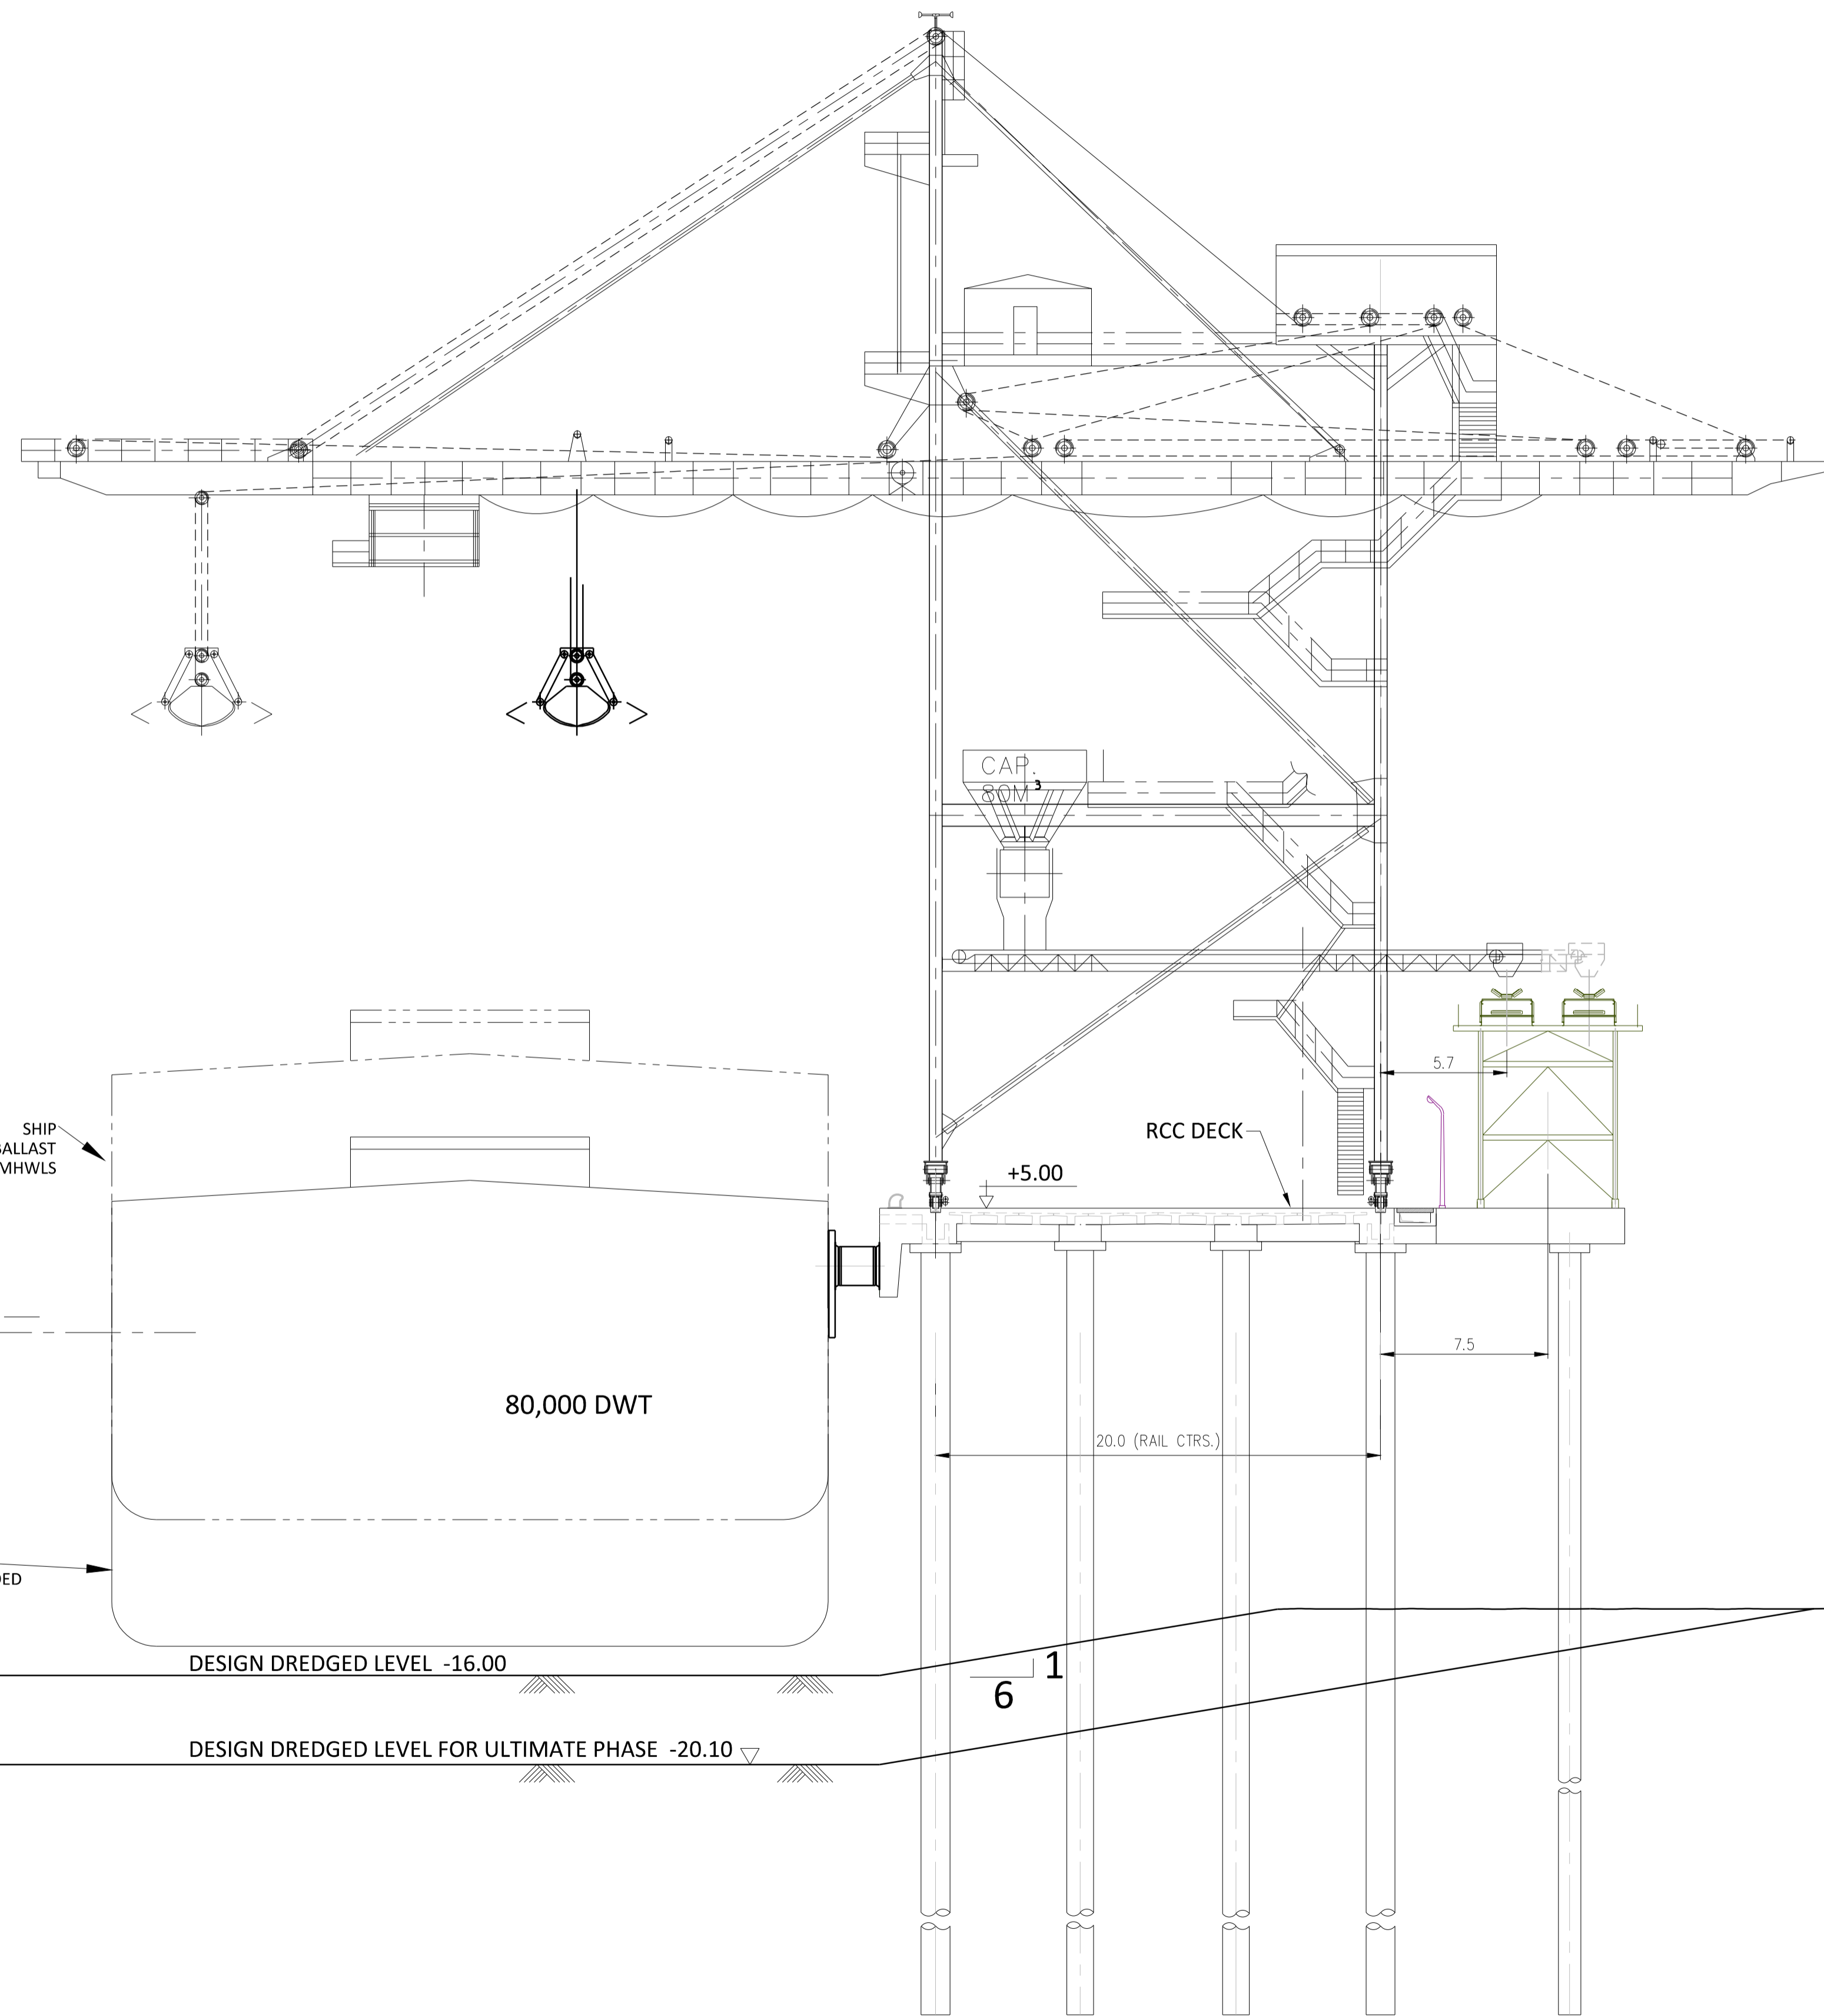 CAP.
80M³
5.7
SHIP
BALLAST
MHWLS
RCC DECK
+5.00
7.5
80,000 DWT
20.0 (RAIL CTRS.)
DESIGN DREDGED LEVEL -16.00
1
6
DESIGN DREDGED LEVEL FOR ULTIMATE PHASE -20.10